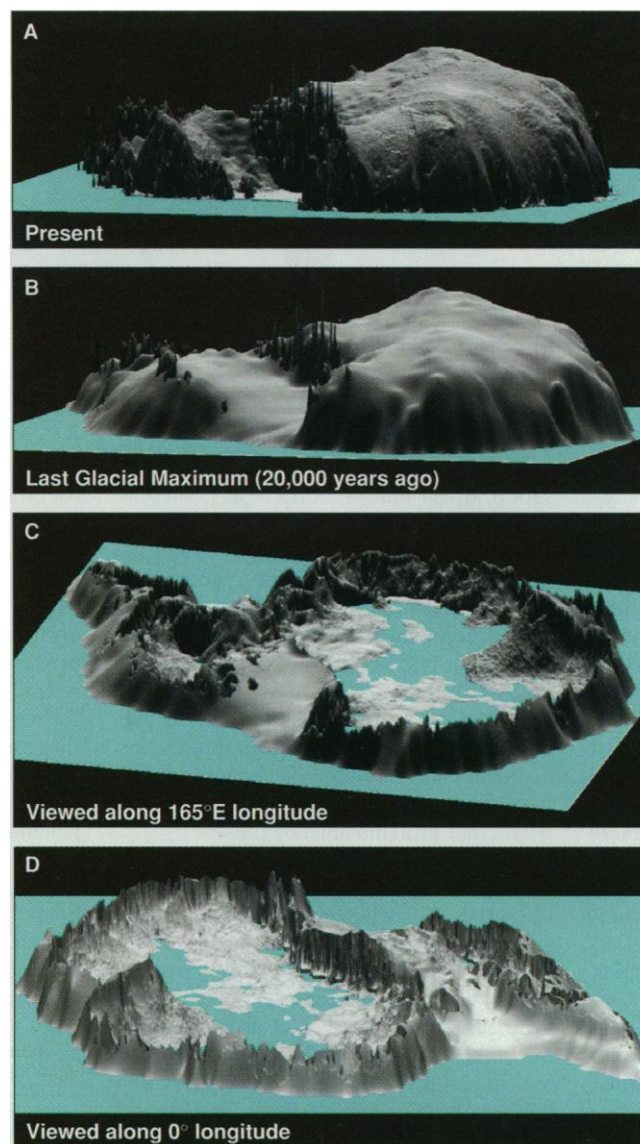 A
Present
B
Last Glacial Maximum (20,000 years ago)
C
Viewed along 165°E longitude
D
Viewed along 0° longitude